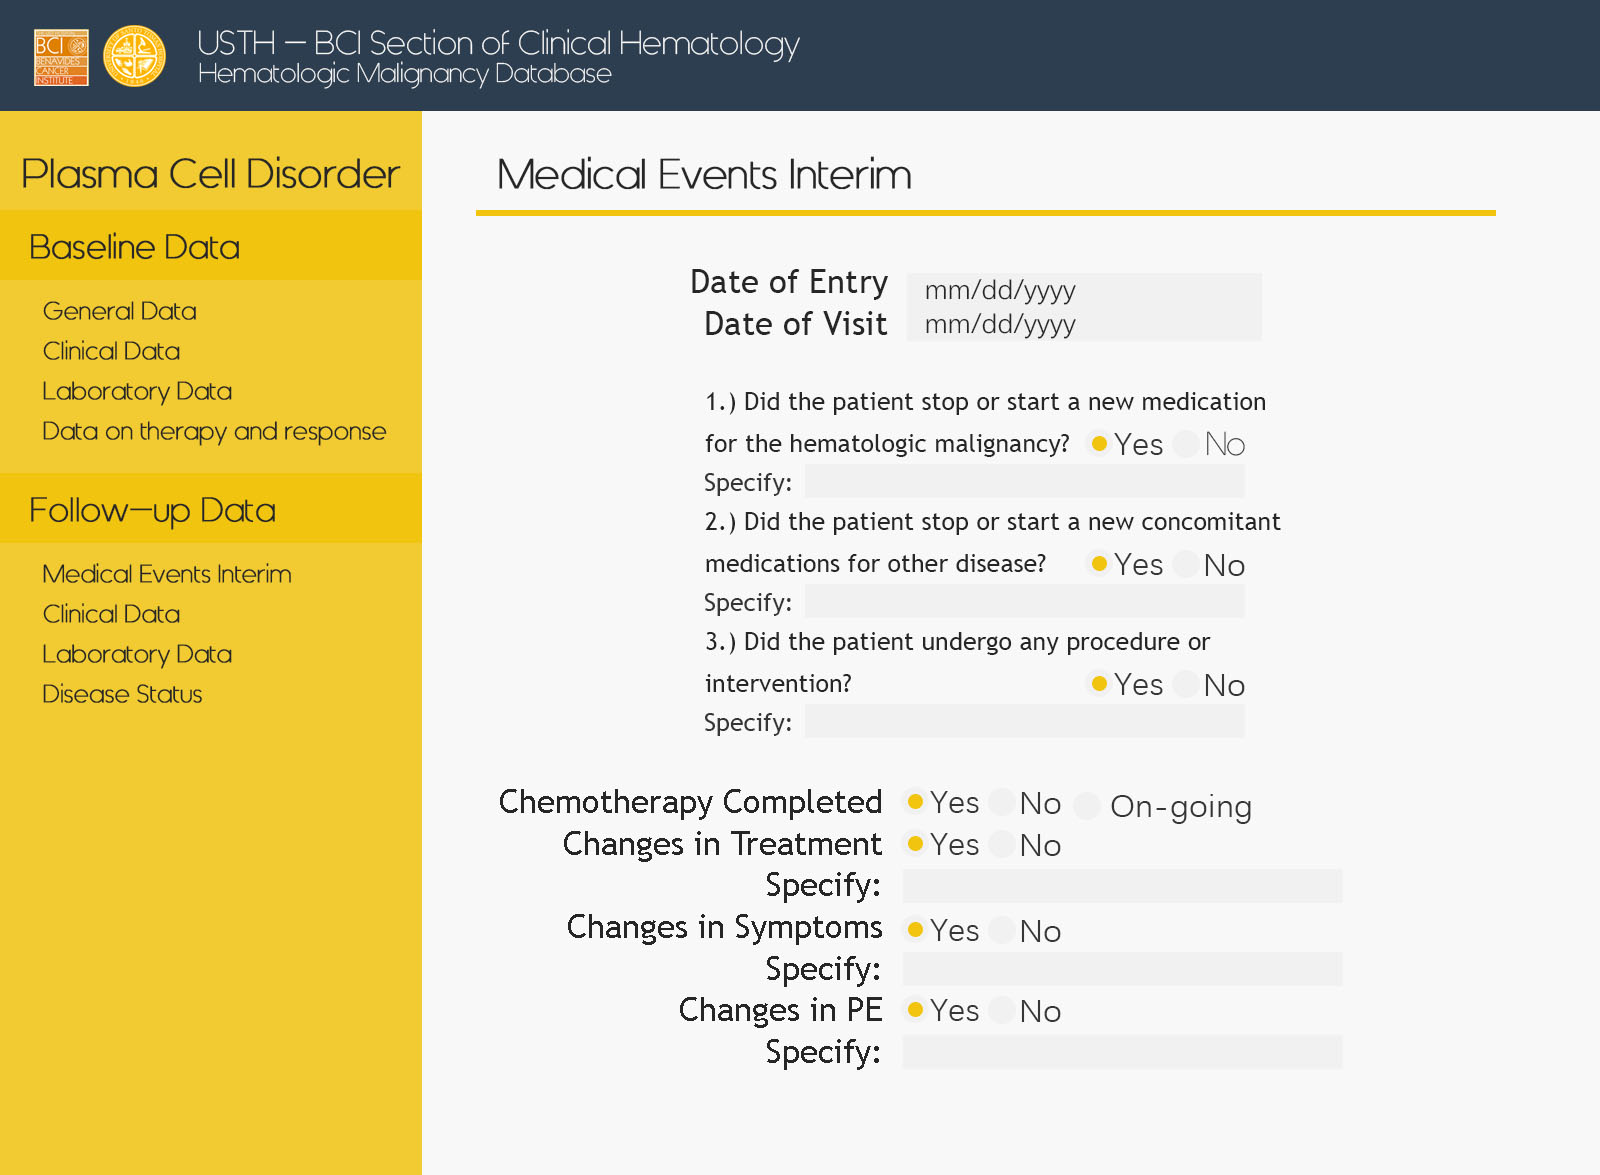 BCI
BENAVIDES
CANCER
INSTITUTE
USTH – BCI Section of Clinical Hematology
Hematologic Malignancy Database
Plasma Cell Disorder
Baseline Data
General Data
Clinical Data
Laboratory Data
Data on therapy and response
Follow-up Data
Medical Events Interim
Clinical Data
Laboratory Data
Disease Status
Medical Events Interim
Date of Entry mm/dd/yyyy
Date of Visit mm/dd/yyyy
1.) Did the patient stop or start a new medication
for the hematologic malignancy? Yes No
Specify:
2.) Did the patient stop or start a new concomitant
medications for other disease? Yes No
Specify:
3.) Did the patient undergo any procedure or
intervention? Yes No
Specify:
Chemotherapy Completed Yes No On-going
Changes in Treatment Yes No
Specify:
Changes in Symptoms Yes No
Specify:
Changes in PE Yes No
Specify: